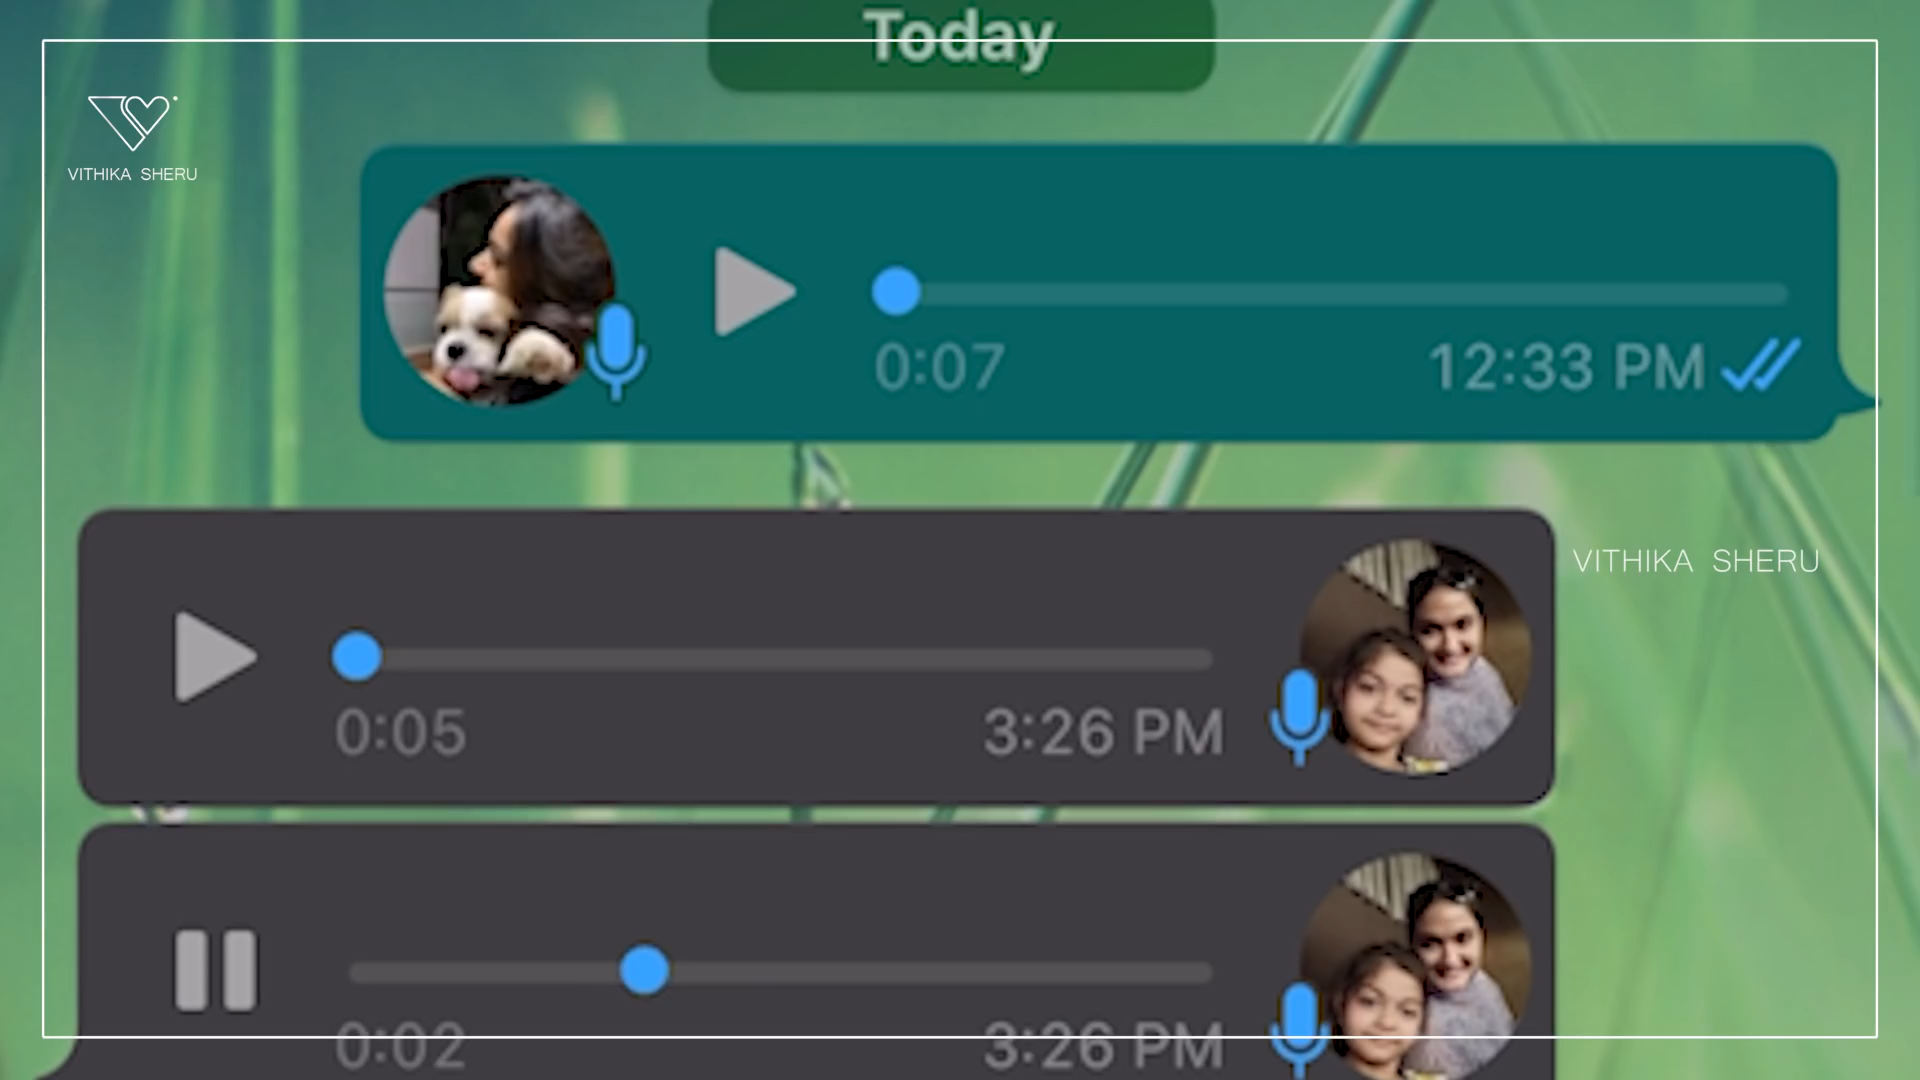 Today
VITHIKA SHERU
0:07 12:33 PM
VITHIKA SHERU
0:05 3:26 PM
0:02 3:26 PM